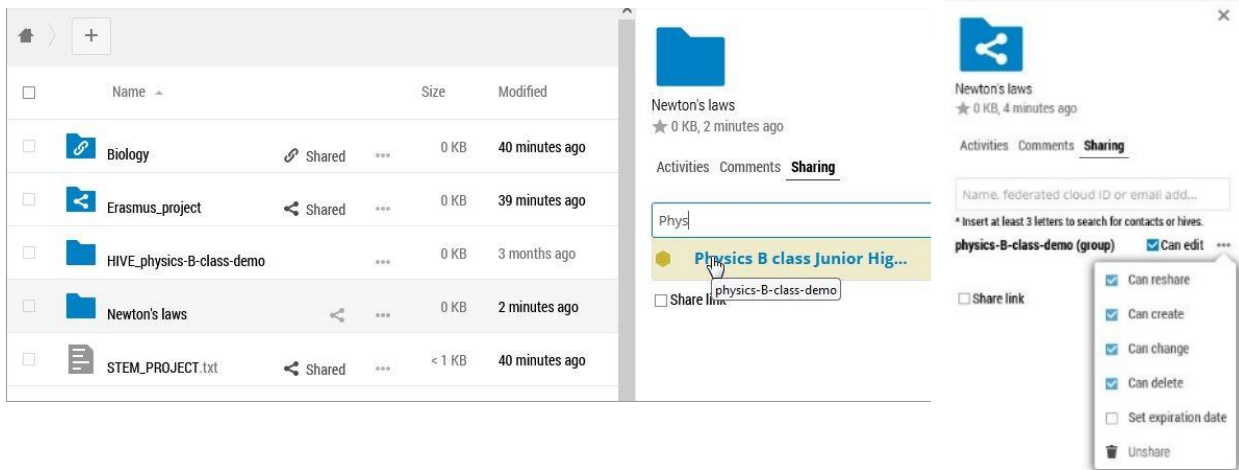 Name Size Modified
Biology Shared 0 KB 40 minutes ago
Erasmus_project Shared 0 KB 39 minutes ago
HIVE_physics-B-class-demo 0 KB 3 months ago
Newton's laws 0 KB 2 minutes ago
STEM_PROJECT.txt Shared < 1 KB 40 minutes ago
Newton's laws
0 KB, 2 minutes ago
Activities Comments Sharing
Phys
Physics B class Junior Hig...
physics-B-class-demo
Share link
Newton's laws
0 KB, 4 minutes ago
Activities Comments Sharing
Name, federated cloud ID or email add...
* Insert at least 3 letters to search for contacts or hives.
physics-B-class-demo (group) Can edit
Can reshare
Share link
Can create
Can change
Can delete
Set expiration date
Unshare